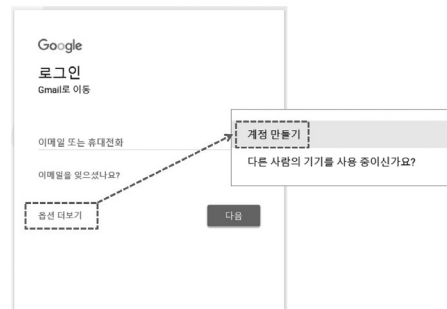 Google
로그인
Gmail로 이동
이메일 또는 휴대전화
이메일을 잊으셨나요?
옵션 더보기
다음
계정 만들기
다른 사람의 기기를 사용 중이신가요?